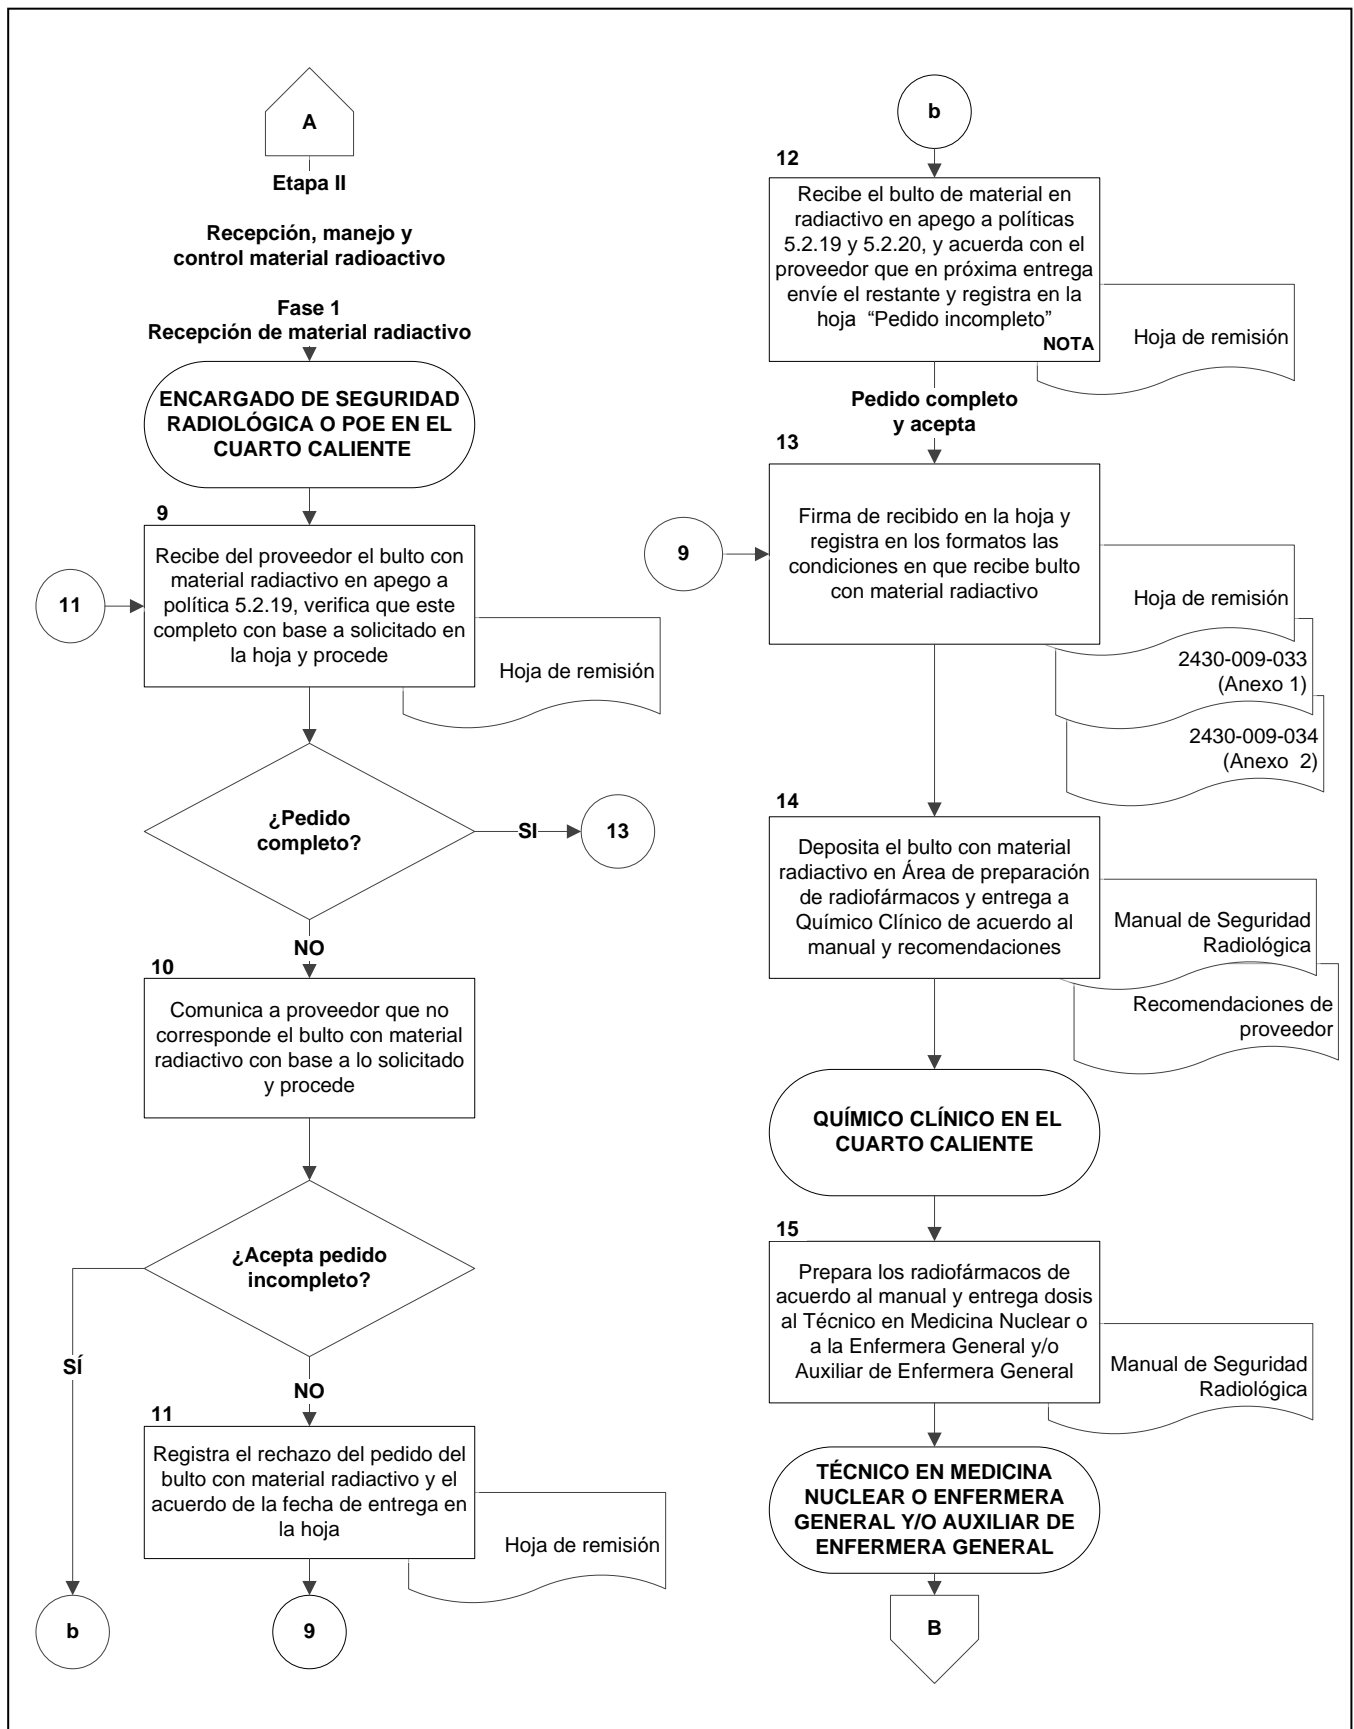 A
Etapa II
Recepción, manejo y
control material radioactivo
Fase 1
Recepción de material radiactivo
ENCARGADO DE SEGURIDAD
RADIOLÓGICA O POE EN EL
CUARTO CALIENTE
9
Recibe del proveedor el bulto con
material radiactivo en apego a
política 5.2.19, verifica que este
completo con base a solicitado en
la hoja y procede
11
Hoja de remisión
¿Pedido
completo?
SI
13
NO
10
Comunica a proveedor que no
corresponde el bulto con material
radiactivo con base a lo solicitado
y procede
¿Acepta pedido
incompleto?
SÍ
NO
11
Registra el rechazo del pedido del
bulto con material radiactivo y el
acuerdo de la fecha de entrega en
la hoja
Hoja de remisión
b
9
b
12
Recibe el bulto de material en
radiactivo en apego a políticas
5.2.19 y 5.2.20, y acuerda con el
proveedor que en próxima entrega
envíe el restante y registra en la
hoja “Pedido incompleto”
NOTA
Hoja de remisión
Pedido completo
y acepta
13
Firma de recibido en la hoja y
registra en los formatos las
condiciones en que recibe bulto
con material radiactivo
9
Hoja de remisión
2430-009-033
(Anexo 1)
2430-009-034
(Anexo 2)
14
Deposita el bulto con material
radiactivo en Área de preparación
de radiofármacos y entrega a
Químico Clínico de acuerdo al
manual y recomendaciones
Manual de Seguridad
Radiológica
Recomendaciones de
proveedor
QUÍMICO CLÍNICO EN EL
CUARTO CALIENTE
15
Prepara los radiofármacos de
acuerdo al manual y entrega dosis
al Técnico en Medicina Nuclear o
a la Enfermera General y/o
Auxiliar de Enfermera General
Manual de Seguridad
Radiológica
TÉCNICO EN MEDICINA
NUCLEAR O ENFERMERA
GENERAL Y/O AUXILIAR DE
ENFERMERA GENERAL
B